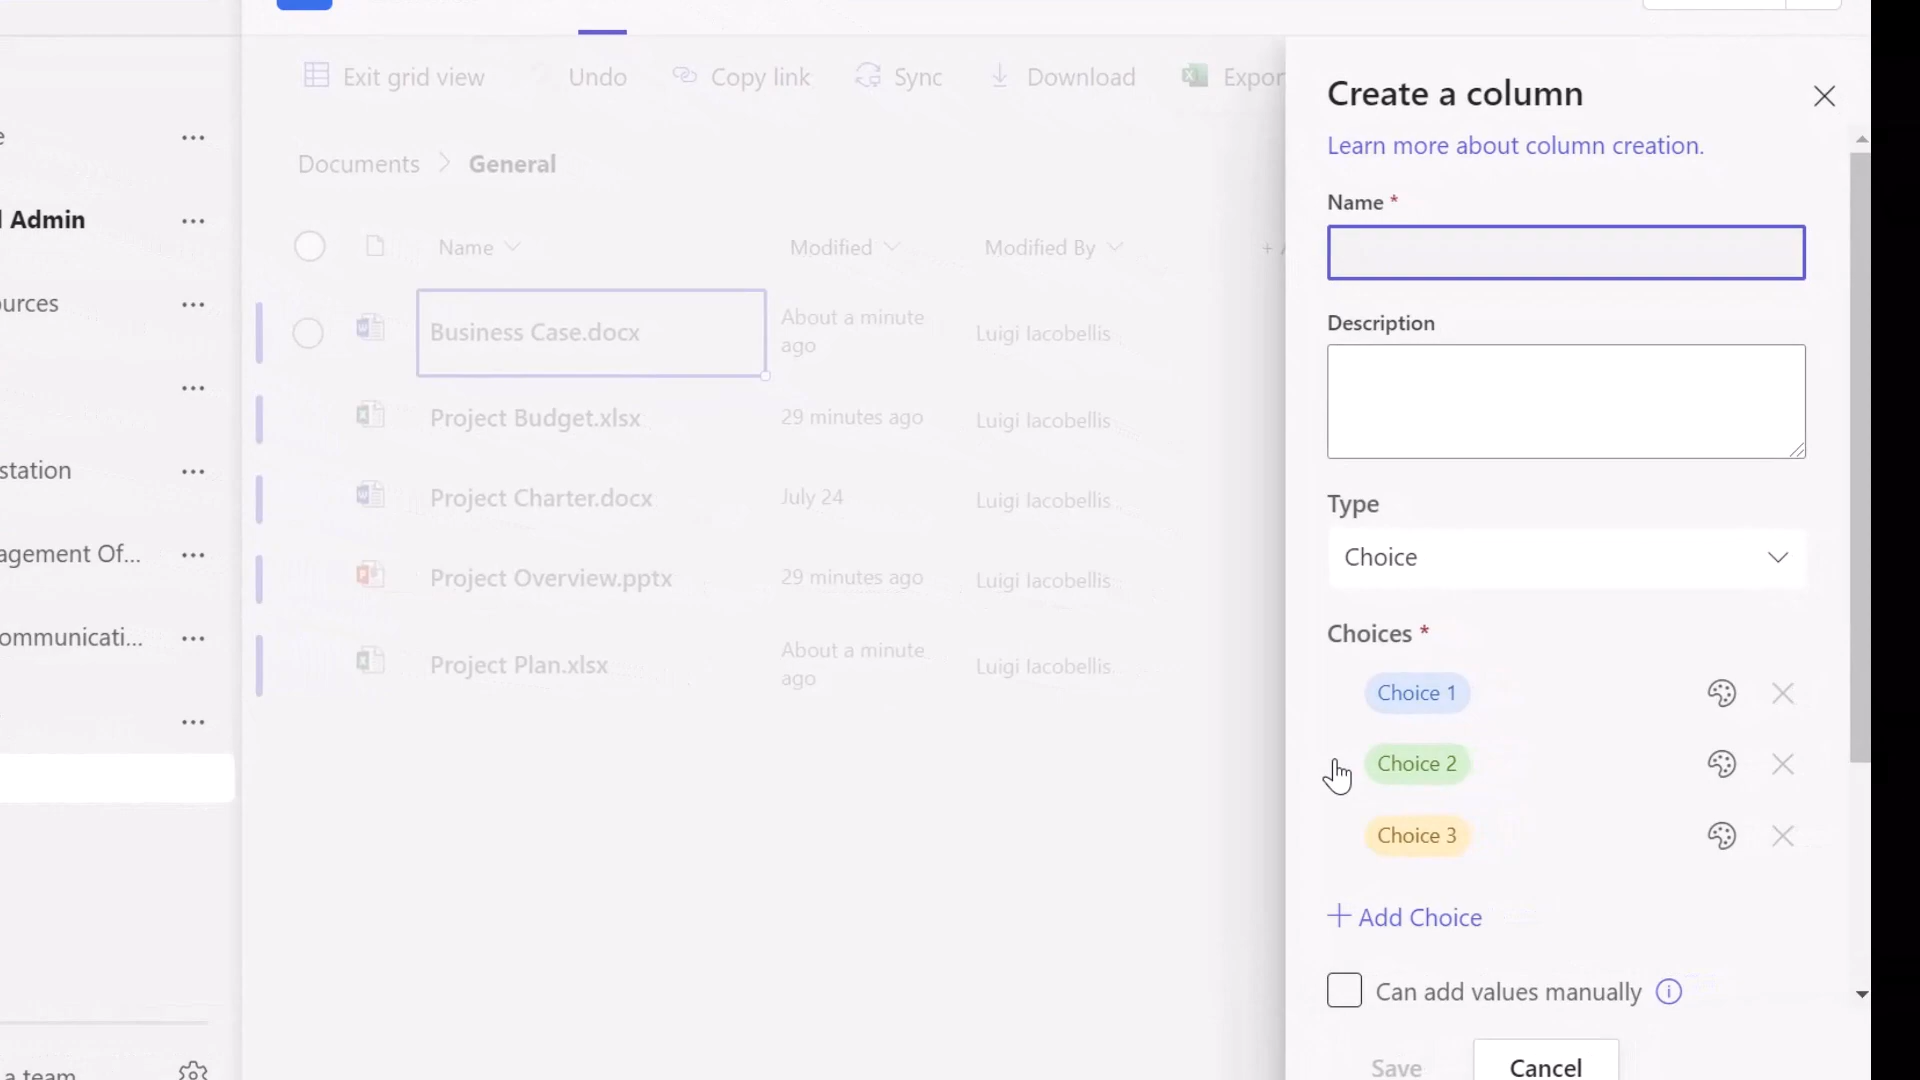 Exit grid view Undo Copy link Sync Download Expor
Documents General
Name Modified Modified By + A
Business Case.docx About a minute ago Luigi Iacobellis
Project Budget.xlsx 29 minutes ago Luigi Iacobellis
Project Charter.docx July 24 Luigi Iacobellis
Project Overview.pptx 29 minutes ago Luigi Iacobellis
Project Plan.xlsx About a minute ago Luigi Iacobellis
e
l Admin
ources
station
agement Of...
ommunicati...
a team
Create a column
Learn more about column creation.
Name *
Description
Type
Choice
Choices *
Choice 1
Choice 2
Choice 3
+ Add Choice
Can add values manually
Save Cancel